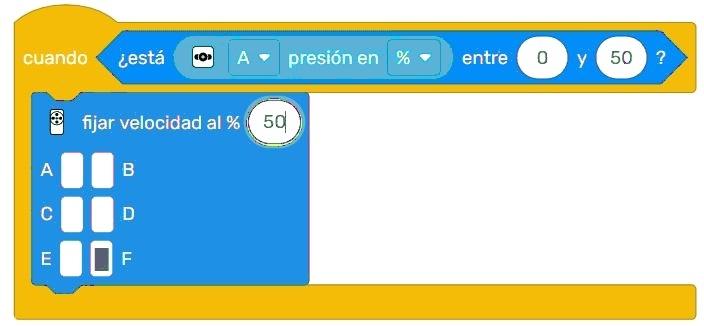 cuando ¿está A presión en % entre 0 y 50 ?
fijar velocidad al % 50
A B
C D
E F